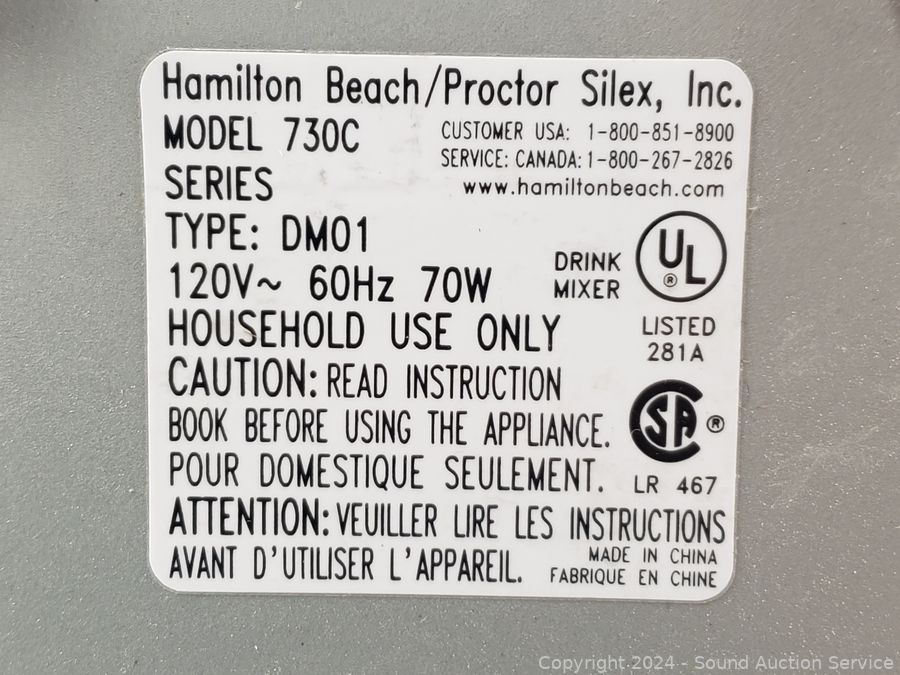 Hamilton Beach/Proctor Silex, Inc.
MODEL 730C
CUSTOMER USA: 1-800-851-8900
SERVICE: CANADA: 1-800-267-2826
SERIES
www.hamiltonbeach.com
TYPE: DM01
120V~ 60Hz 70W
DRINK
MIXER
UL
®
LISTED
281A
HOUSEHOLD USE ONLY
CAUTION: READ INSTRUCTION
BOOK BEFORE USING THE APPLIANCE.
SA ®
LR 467
POUR DOMESTIQUE SEULEMENT.
ATTENTION: VEUILLER LIRE LES INSTRUCTIONS
AVANT D'UTILISER L'APPAREIL.
MADE IN CHINA
FABRIQUE EN CHINE
Copyright 2024 - Sound Auction Service